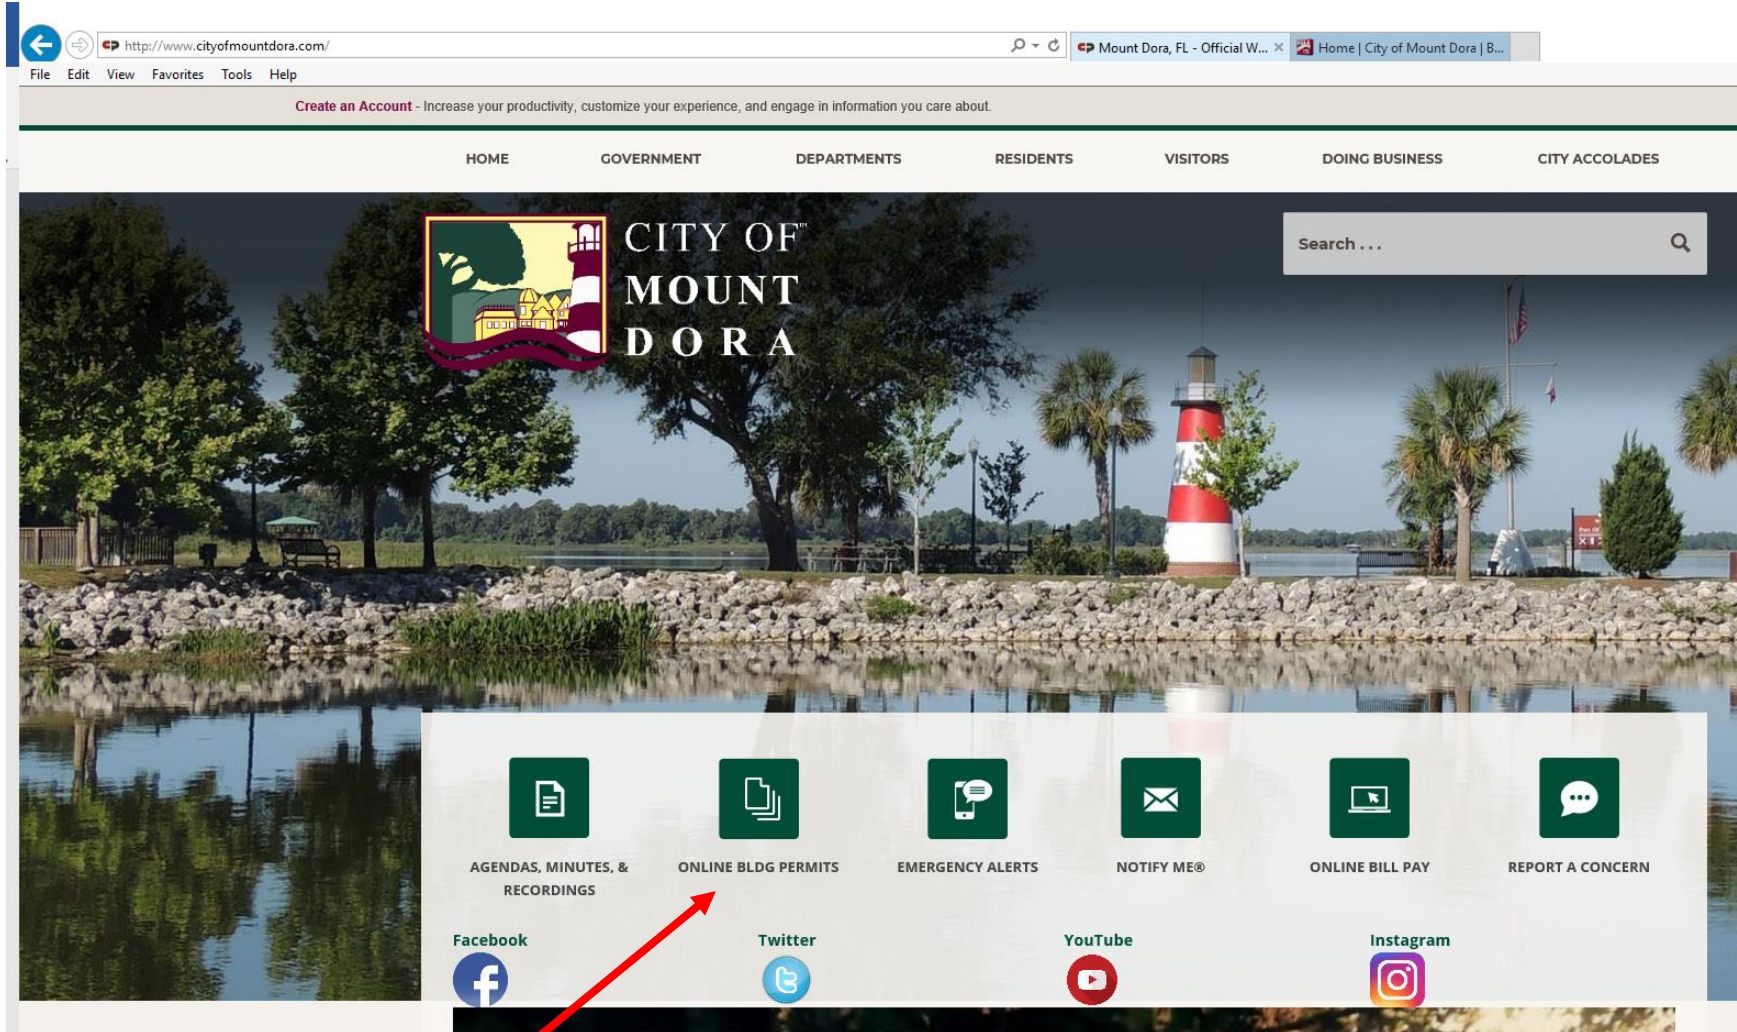 http://www.cityofmountdora.com/
Mount Dora, FL - Official W...
Home | City of Mount Dora | B...
File Edit View Favorites Tools Help
Create an Account - Increase your productivity, customize your experience, and engage in information you care about.
HOME GOVERNMENT DEPARTMENTS RESIDENTS VISITORS DOING BUSINESS CITY ACCOLADES
CITY OF™
MOUNT
DORA
Search . . .
AGENDAS, MINUTES, &
RECORDINGS
ONLINE BLDG PERMITS
EMERGENCY ALERTS
NOTIFY ME®
ONLINE BILL PAY
REPORT A CONCERN
Facebook Twitter YouTube Instagram